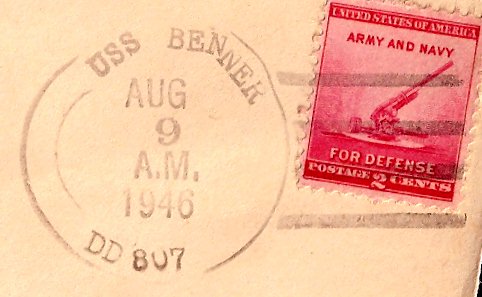 USS BENNER
AUG
9
A.M.
1946
DD 807
UNITED STATES OF AMERICA
ARMY AND NAVY
FOR DEFENSE
POSTAGE 2 CENTS